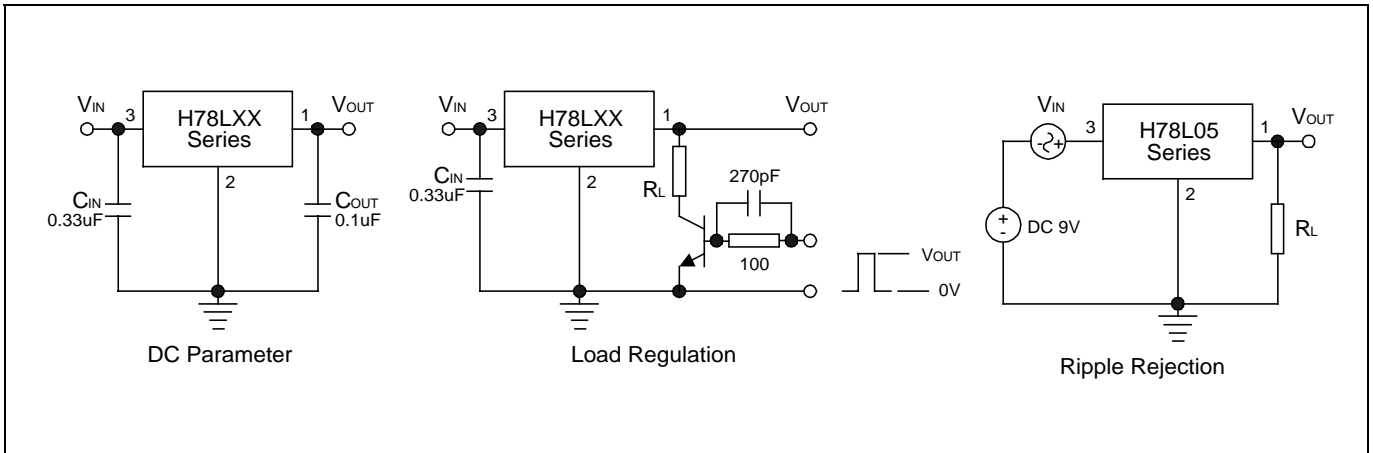 VIN
3
H78LXX
Series
1
VOUT
2
CIN
0.33uF
COUT
0.1uF
DC Parameter
VIN
3
H78LXX
Series
1
VOUT
2
CIN
0.33uF
RL
270pF
100
VOUT
0V
Load Regulation
VIN
-
+
3
H78L05
Series
1
VOUT
2
+
-
DC 9V
RL
Ripple Rejection